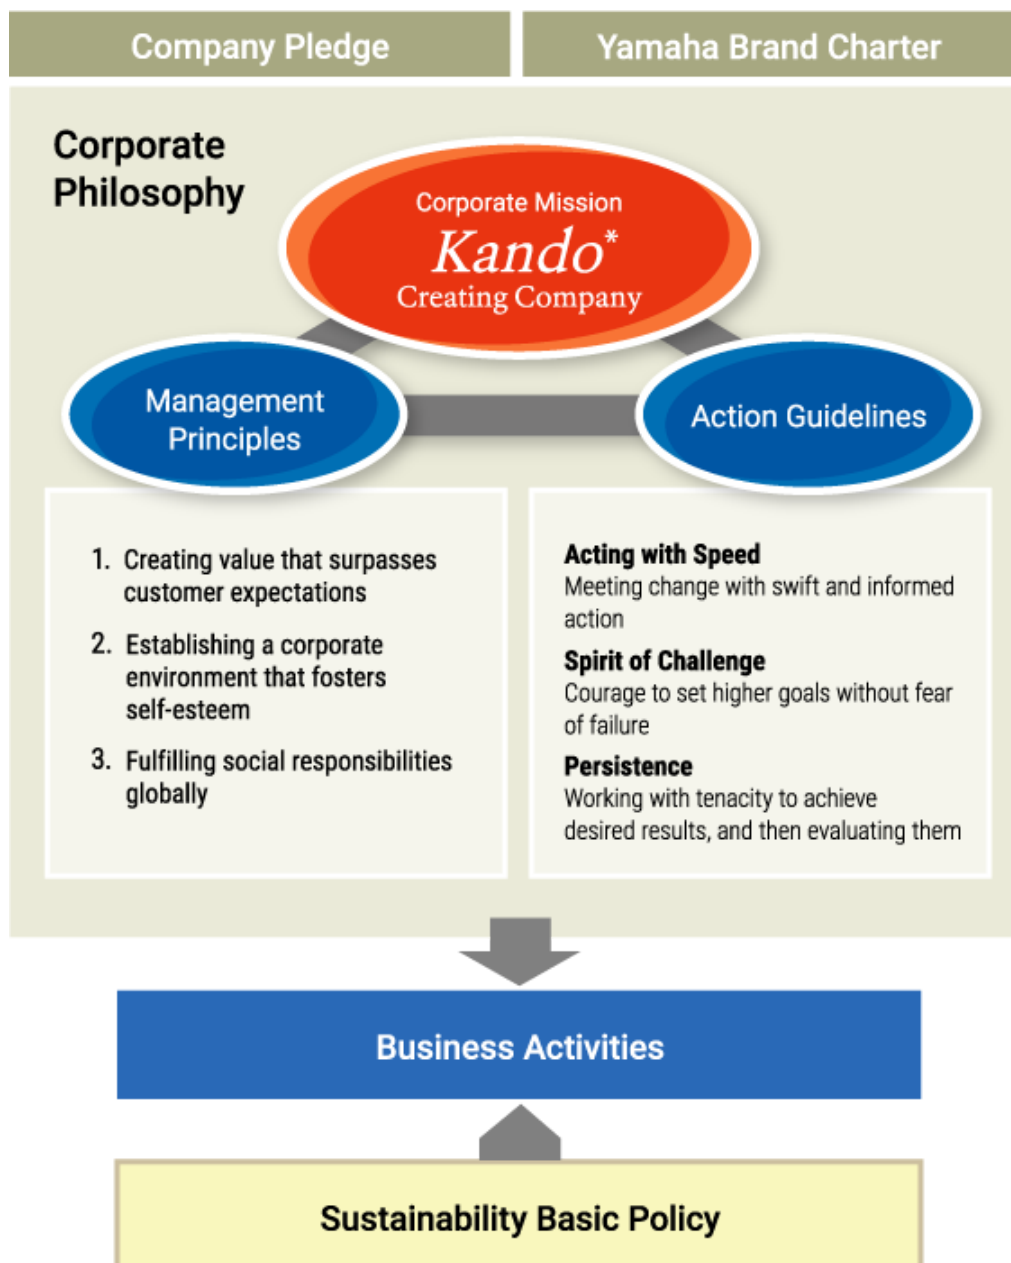 Company Pledge
Yamaha Brand Charter
Corporate
Philosophy
Corporate Mission
Kando*
Creating Company
Management
Principles
Action Guidelines
1. Creating value that surpasses
customer expectations
2. Establishing a corporate
environment that fosters
self-esteem
3. Fulfilling social responsibilities
globally
Acting with Speed
Meeting change with swift and informed
action
Spirit of Challenge
Courage to set higher goals without fear
of failure
Persistence
Working with tenacity to achieve
desired results, and then evaluating them
Business Activities
Sustainability Basic Policy